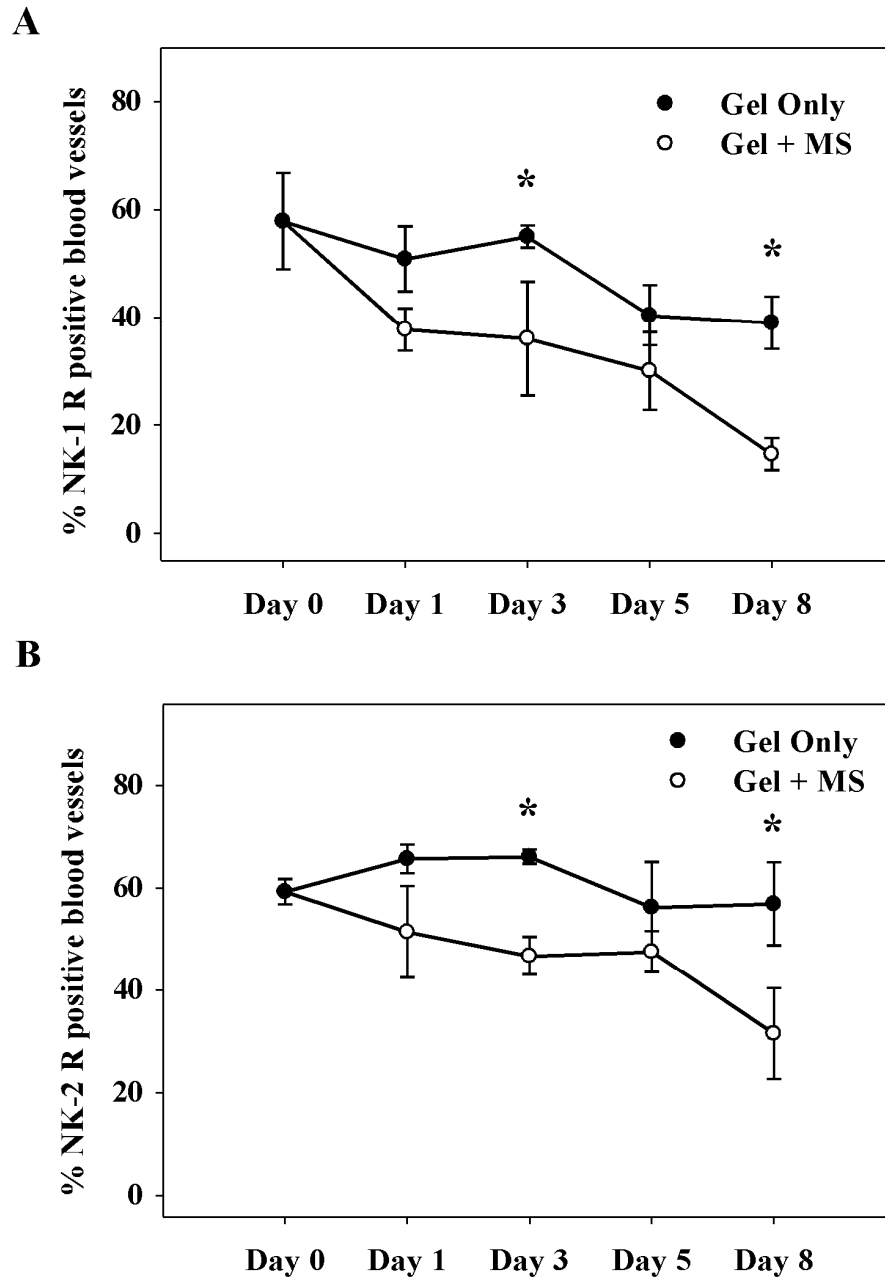 A
% NK-1 R positive blood vessels
80
60
40
20
0
Gel Only
Gel + MS
*
*
Day 0 Day 1 Day 3 Day 5 Day 8
B
% NK-2 R positive blood vessels
80
60
40
20
0
Gel Only
Gel + MS
*
*
Day 0 Day 1 Day 3 Day 5 Day 8